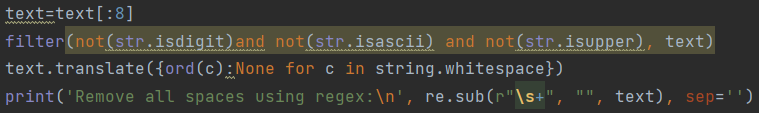 text=text[:8]
filter(not(str.isdigit)and not(str.isascii) and not(str.isupper), text)
text.translate({ord(c):None for c in string.whitespace})
print('Remove all spaces using regex:\n', re.sub(r"\s+", "", text), sep='')